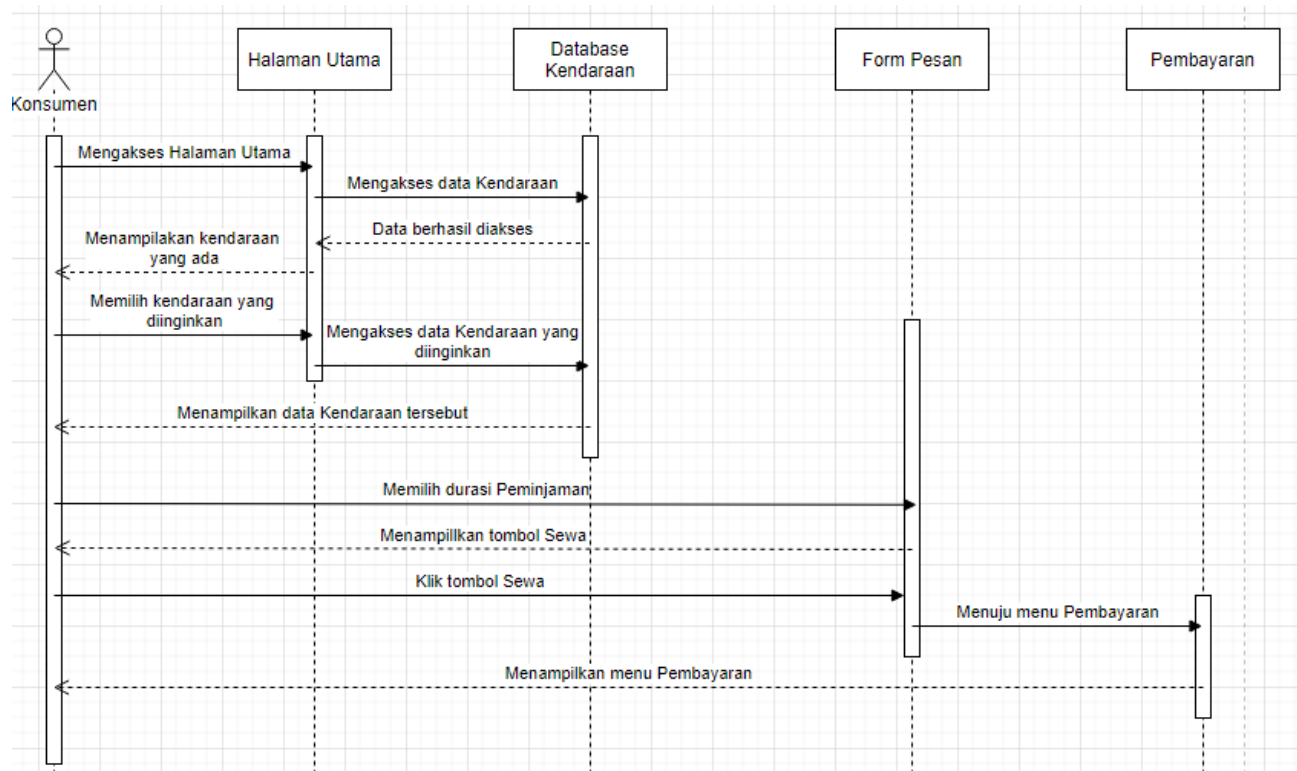 Halaman Utama
Database
Kendaraan
Form Pesan
Pembayaran
Konsumen
Mengakses Halaman Utama
Mengakses data Kendaraan
Data berhasil diakses
Menampilakan kendaraan
yang ada
Memilih kendaraan yang
diinginkan
Mengakses data Kendaraan yang
diinginkan
Menampilkan data Kendaraan tersebut
Memilih durasi Peminjaman
Menampillkan tombol Sewa
Klik tombol Sewa
Menuju menu Pembayaran
Menampilkan menu Pembayaran